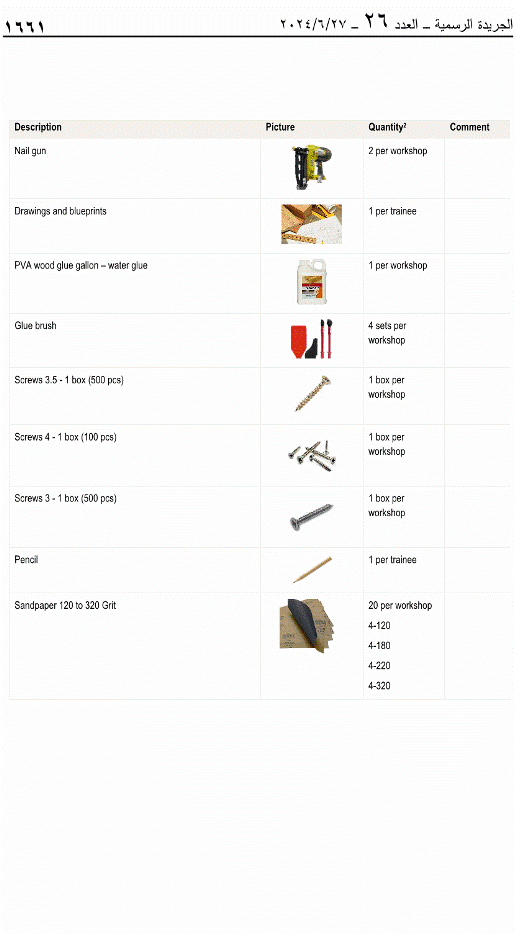 ١٦٦١ الجريدة الرسمية – العدد ٢٦ – ٢٠٢٤/٦/٢٧
Description Picture Quantity² Comment
Nail gun 2 per workshop
Drawings and blueprints 1 per trainee
PVA wood glue gallon – water glue 1 per workshop
Glue brush 4 sets per
workshop
Screws 3.5 - 1 box (500 pcs) 1 box per
workshop
Screws 4 - 1 box (100 pcs) 1 box per
workshop
Screws 3 - 1 box (500 pcs) 1 box per
workshop
Pencil 1 per trainee
Sandpaper 120 to 320 Grit 20 per workshop
4-120
4-180
4-220
4-320